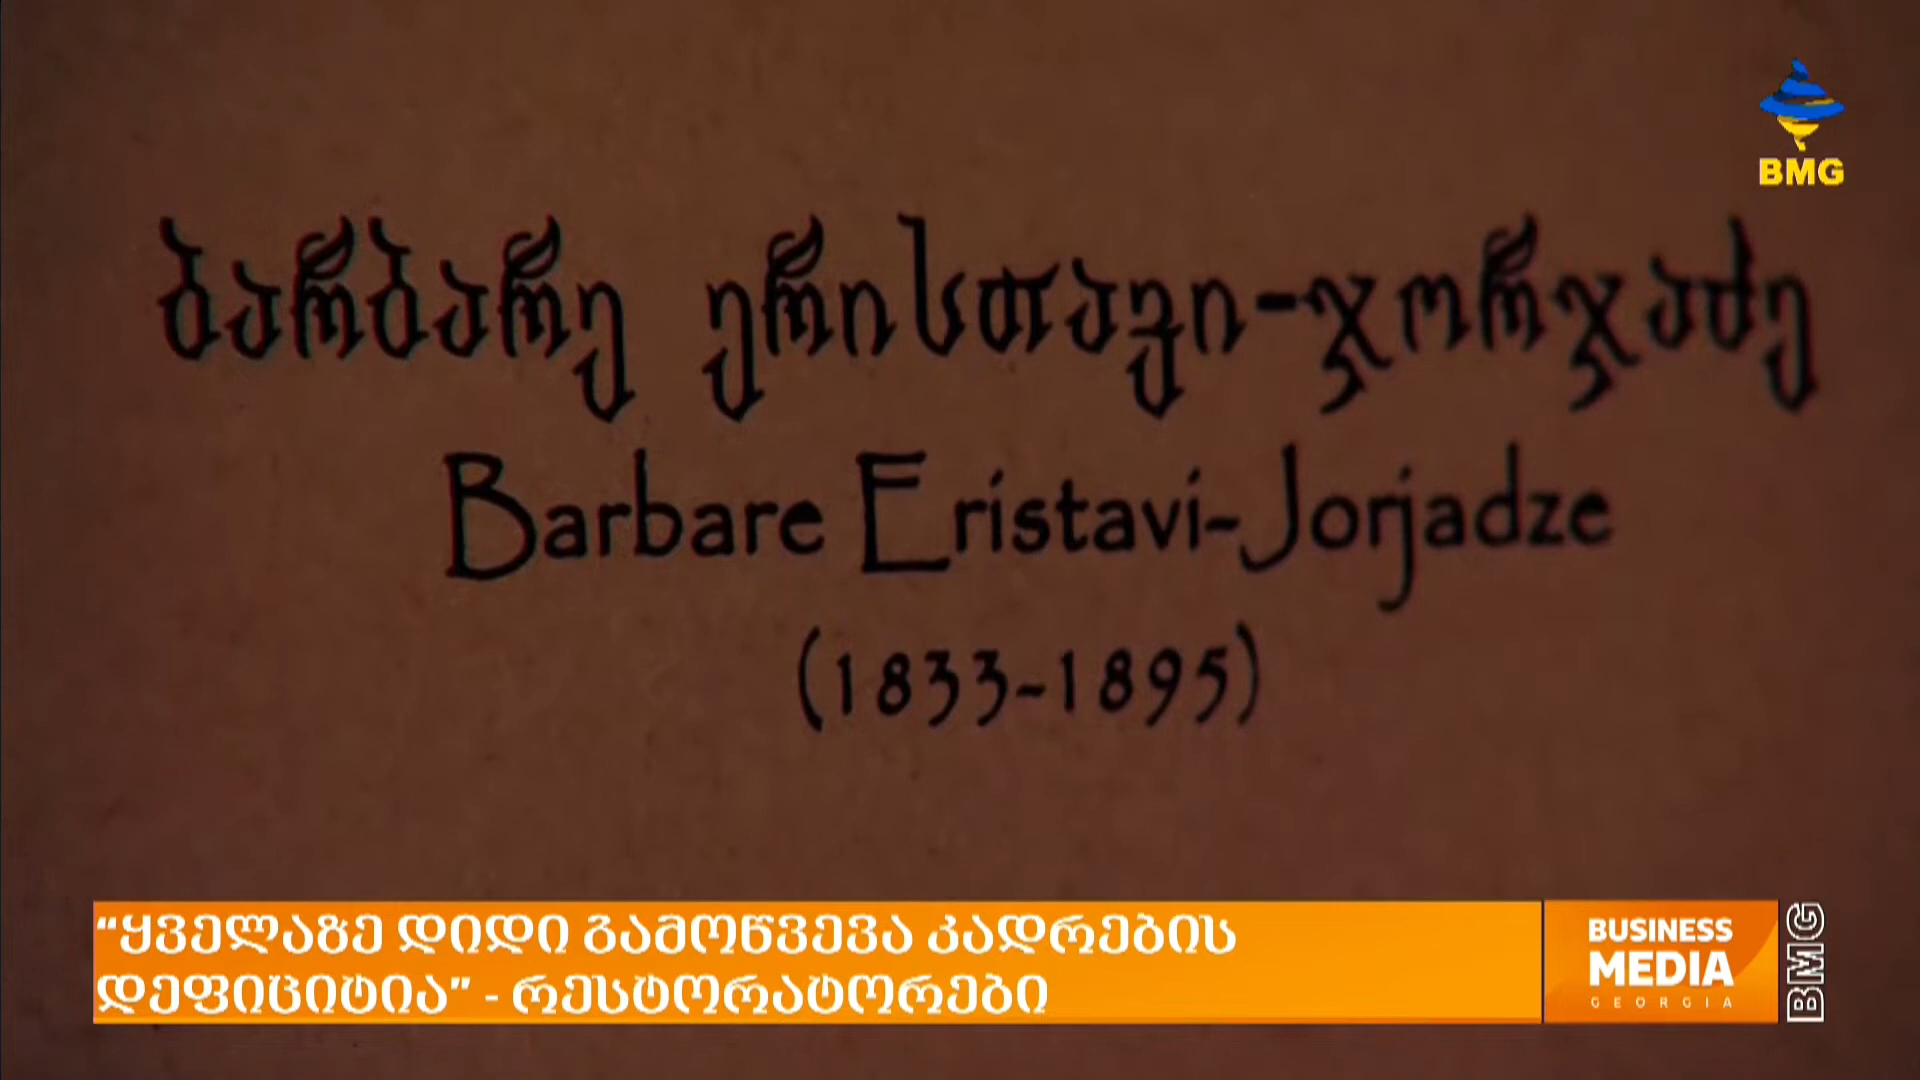 BMG
ბარბარე ერისთავი-ჯორჯაძე
Barbare Eristavi-Jorjadze
(1833-1895)
“ყველაზე დიდი გამოწვევა კადრების
დეფიციტია” - რესტორატორები
BUSINESS
MEDIA
GEORGIA
BMG